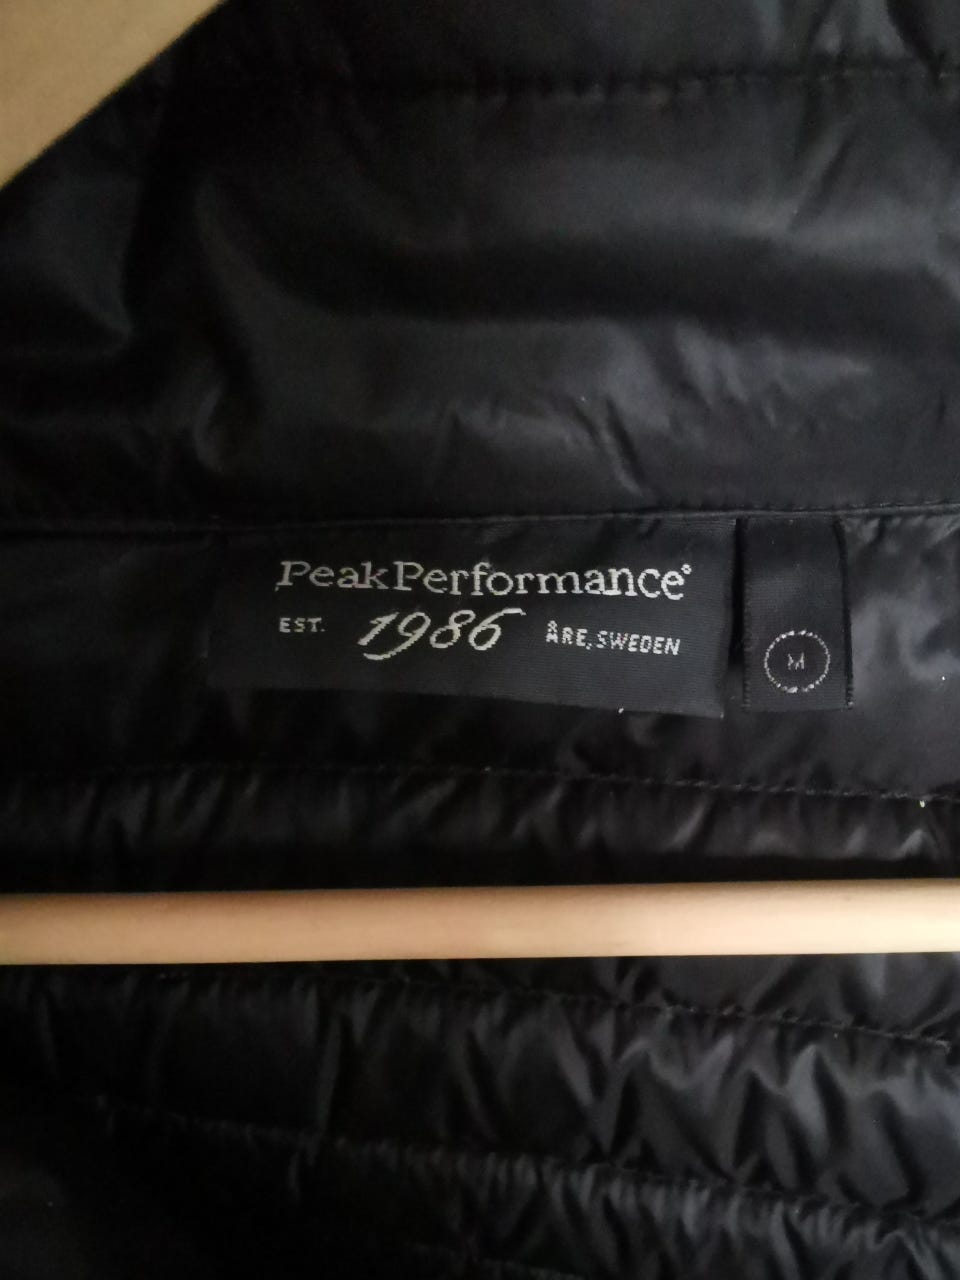 PeakPerformance®
EST. 1986 ÅRE, SWEDEN
M